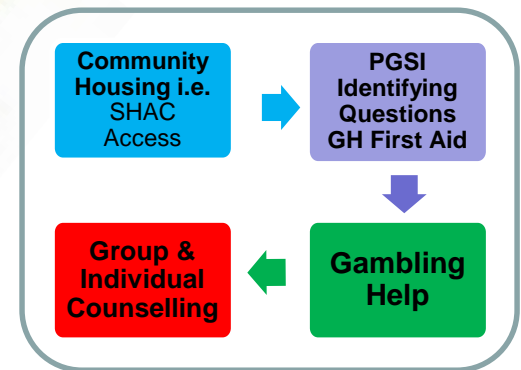 Community
Housing i.e.
SHAC
Access
PGSI
Identifying
Questions
GH First Aid
Group &
Individual
Counselling
Gambling
Help